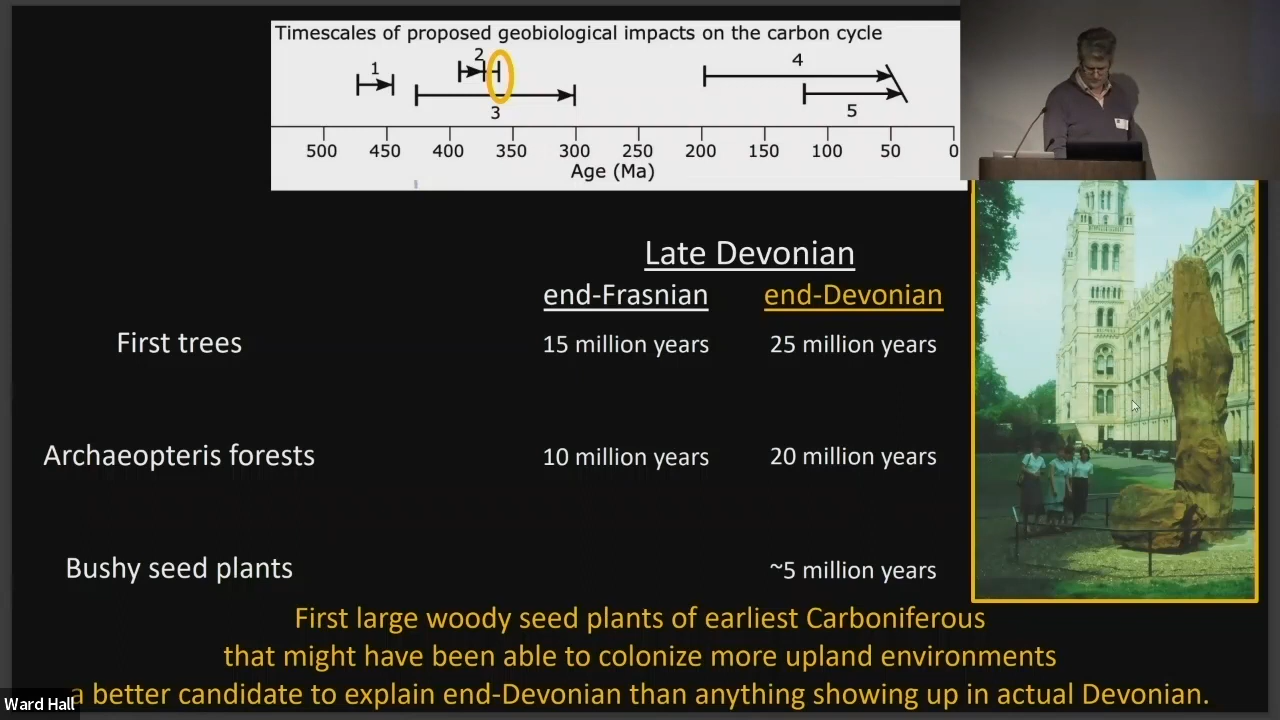 Timescales of proposed geobiological impacts on the carbon cycle
1
2
3
4
5
500 450 400 350 300 250 200 150 100 50 0
Age (Ma)
Late Devonian
end-Frasnian end-Devonian
First trees 15 million years 25 million years
Archaeopteris forests 10 million years 20 million years
Bushy seed plants ~5 million years
First large woody seed plants of earliest Carboniferous
that might have been able to colonize more upland environments
a better candidate to explain end-Devonian than anything showing up in actual Devonian.
Ward Hall